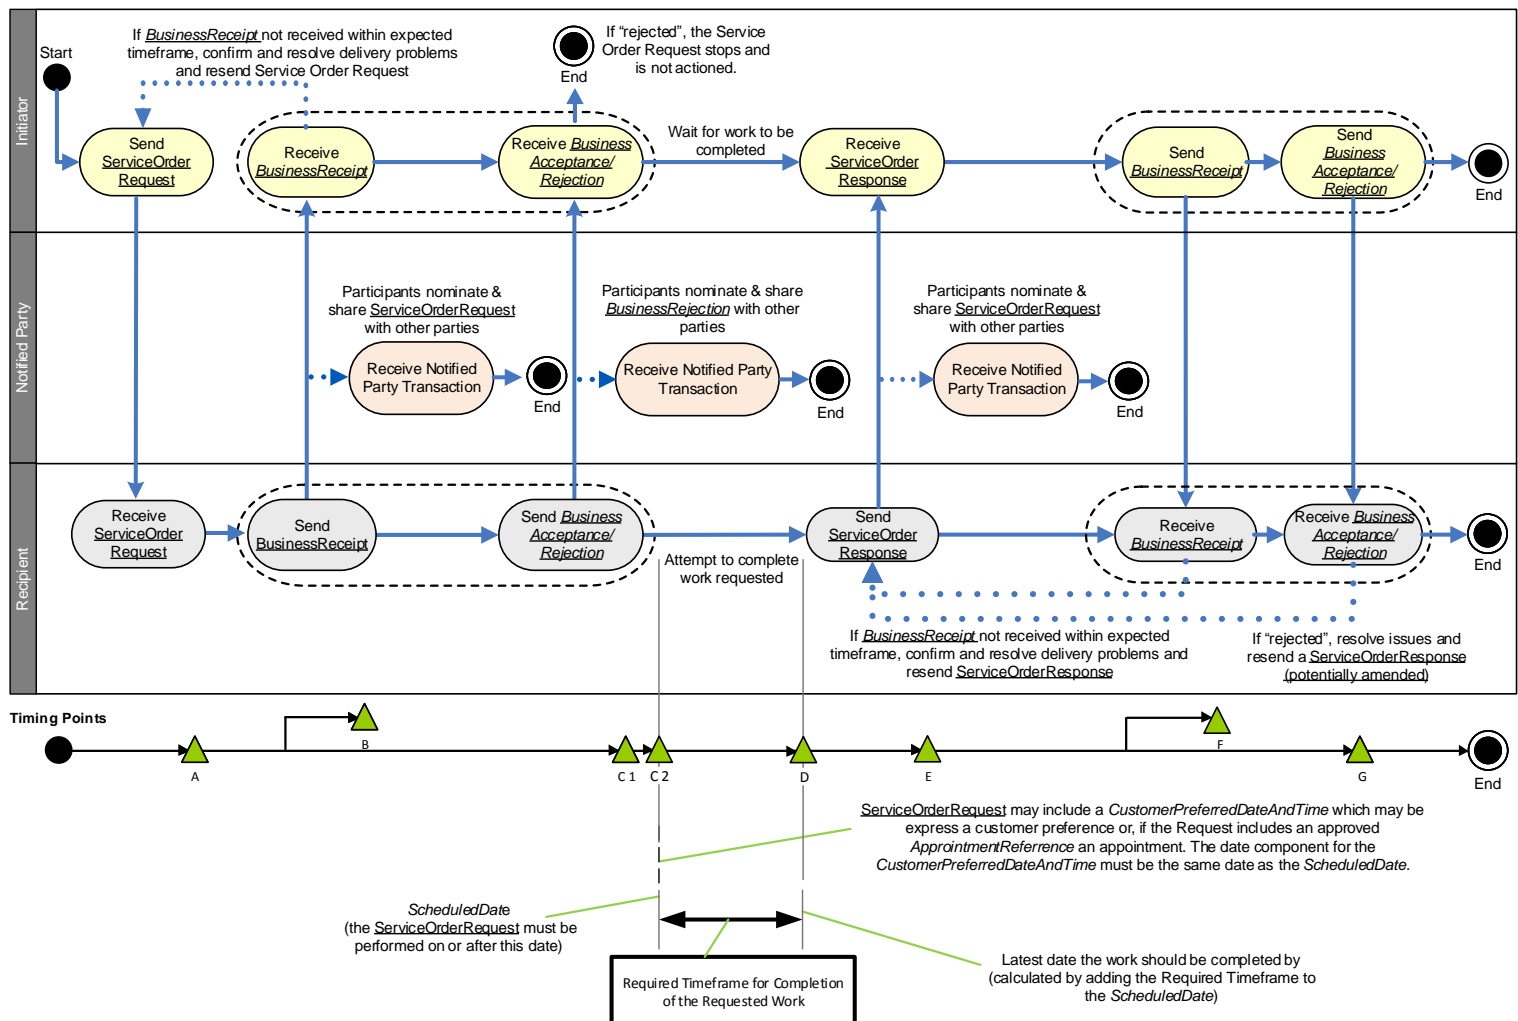 Initiator
Start
If BusinessReceipt not received within expected
timeframe, confirm and resolve delivery problems
and resend Service Order Request
End
If “rejected”, the Service
Order Request stops and
is not actioned.
Send
ServiceOrder
Request
Receive
BusinessReceipt
Receive Business
Acceptance/
Rejection
Wait for work to be
completed
Receive
ServiceOrder
Response
Send
BusinessReceipt
Send
Business
Acceptance/
Rejection
End
Notified Party
Participants nominate &
share ServiceOrderRequest
with other parties
Receive Notified
Party Transaction
End
Participants nominate & share
BusinessRejection with other
parties
Receive Notified Party
Transaction
End
Participants nominate &
share ServiceOrderRequest
with other parties
Receive Notified
Party Transaction
End
Recipient
Receive
ServiceOrder
Request
Send
BusinessReceipt
Send Business
Acceptance/
Rejection
Attempt to complete
work requested
Send
ServiceOrder
Response
Receive
BusinessReceipt
Receive Business
Acceptance/
Rejection
End
If BusinessReceipt not received within expected
timeframe, confirm and resolve delivery problems and
resend ServiceOrderResponse
If “rejected”, resolve issues and
resend a ServiceOrderResponse
(potentially amended)
Timing Points
A
B
C 1
C 2
D
E
F
G
End
ServiceOrderRequest may include a CustomerPreferredDateAndTime which may be
express a customer preference or, if the Request includes an approved
AppointmentReferrence an appointment. The date component for the
CustomerPreferredDateAndTime must be the same date as the ScheduledDate.
ScheduledDate
(the ServiceOrderRequest must be
performed on or after this date)
Latest date the work should be completed by
(calculated by adding the Required Timeframe to
the ScheduledDate)
Required Timeframe for Completion
of the Requested Work